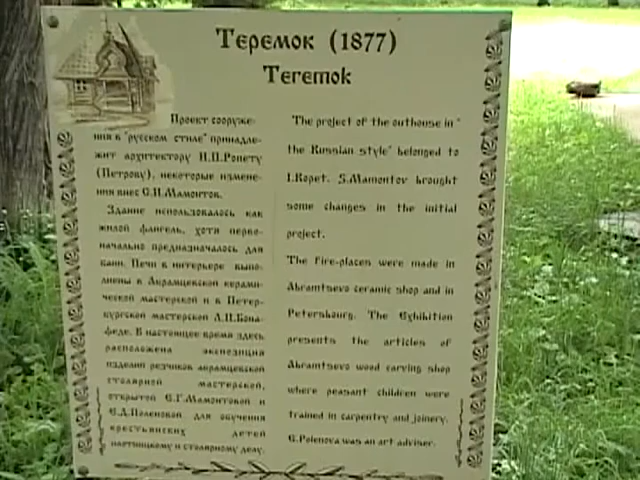 Теремок (1877)
Teremok
Проект сооруже-
ния в "русском стиле" принадле-
жит архитектору И.П.Ропету
(Петрову), некоторые измене-
ния внес С.И.Мамонтов.
Здание использовалось как
жилой флигель, хотя перво-
начально предназначалось для
бани. Печи в интерьере выпо-
лнены в Абрамцевской керами-
ческой мастерской и в Петер-
бургской мастерской Л.И.Бона-
феде. В настоящее время здесь
расположена экспозиция
изделий резчиков абрамцевской
столярной мастерской,
открытой Е.Г.Мамонтовой и
Е.Д.Поленовой для обучения
крестьянских детей
плотницкому и столярному делу.
The project of the outhouse in "
the Russian style" belonged to
I.Ropet. S.Mamontov brought
some changes in the initial
project.
The fire-places were made in
Abramtsevo ceramic shop and in
Petersbourg. The Exhibition
presents the articles of
Abramtsevo wood carving shop
where peasant children were
trained in carpentry and joinery.
E.Polenova was an art adviser.